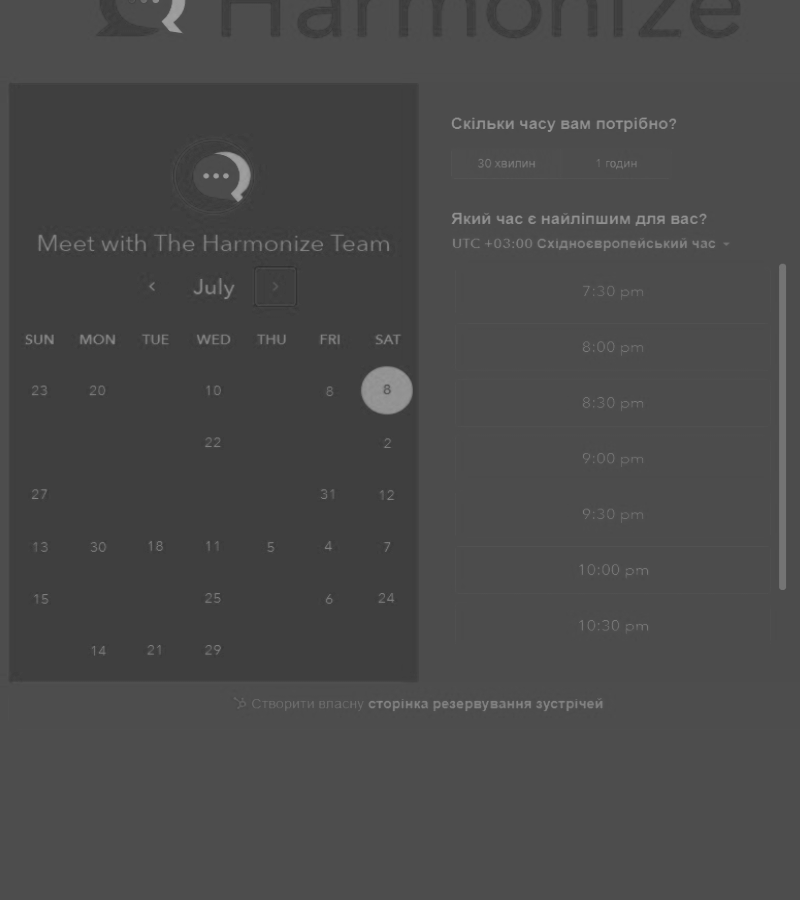 Harmonize
Скільки часу вам потрібно?
30 хвилин 1 годин
Meet with The Harmonize Team
Який час є найліпшим для вас?
UTC +03:00 Східноєвропейський час
July
SUN MON TUE WED THU FRI SAT
23 20 10 8 8
22 2
27 31 12
13 30 18 11 5 4 7
15 25 6 24
14 21 29
7:30 pm
8:00 pm
8:30 pm
9:00 pm
9:30 pm
10:00 pm
10:30 pm
Створити власну сторінка резервування зустрічей